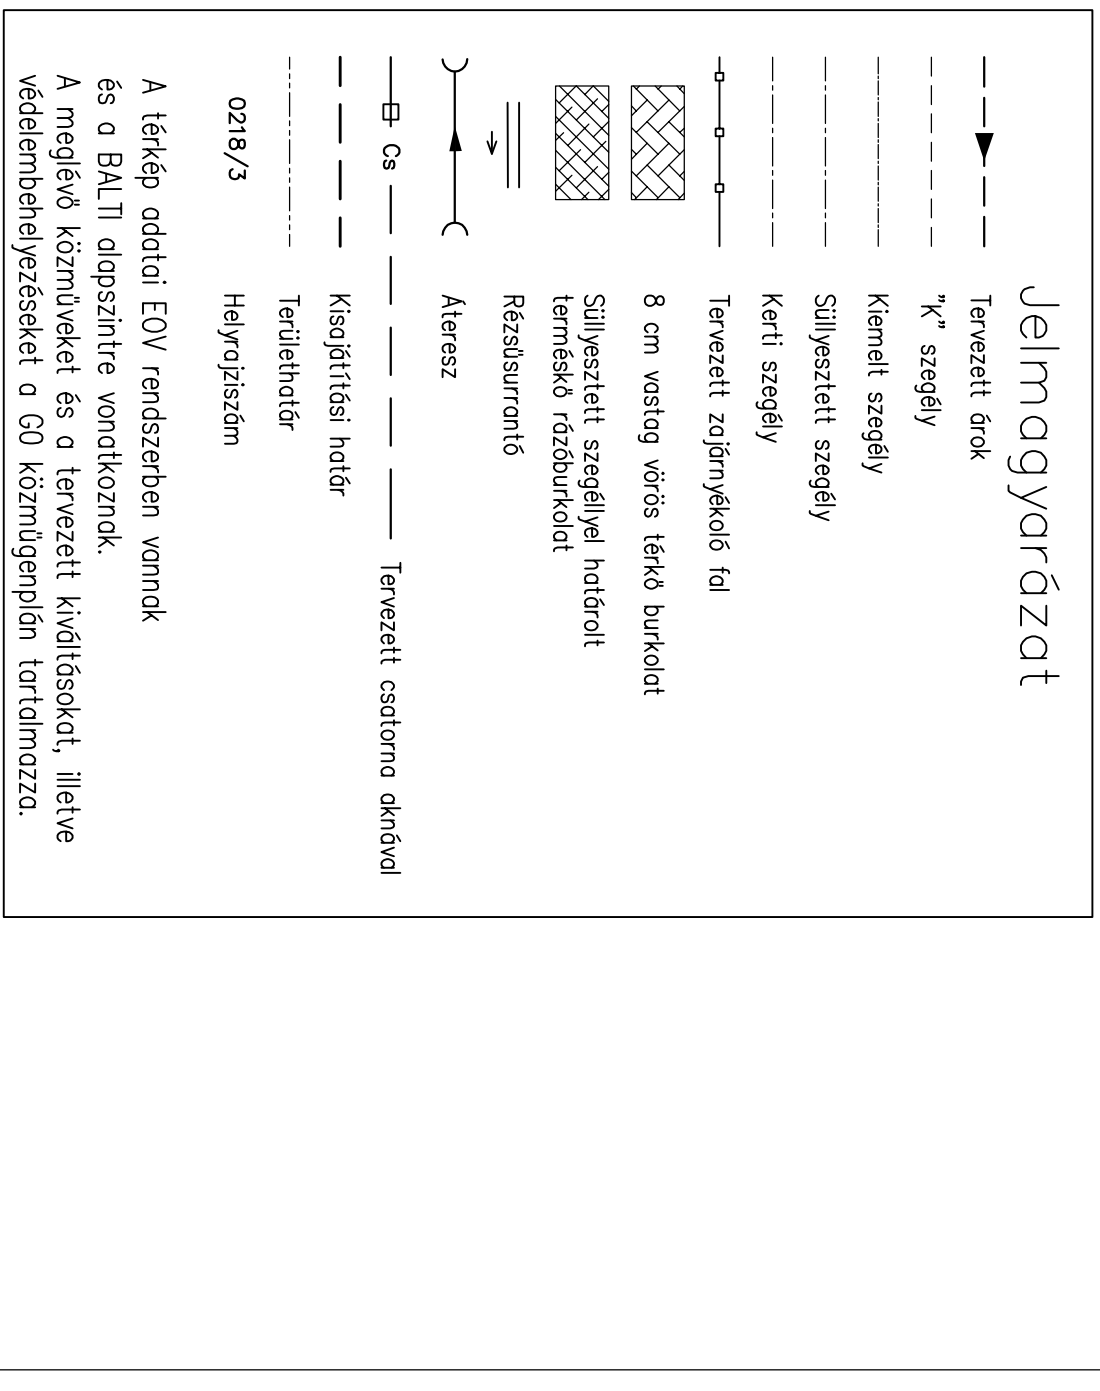 Jelmagyarázat
Tervezett árok
"K" szegély
Kiemelt szegély
Süllyesztett szegély
Kerti szegély
Tervezett zajárnyékoló fal
8 cm vastag vörös térkő burkolat
Süllyesztett szegéllyel határolt
terméskő rázóburkolat
Rézsűsurrantó
Áteresz
Cs
Tervezett csatorna aknával
Kisajátítási határ
Területhatár
0218/3
Helyrajziszám
A térkép adatai EOV rendszerben vannak
és a BALTI alapszintre vonatkoznak.
A meglévő közműveket és a tervezett kiváltásokat, illetve
védelembehelyezéseket a GO közműgenplán tartalmazza.